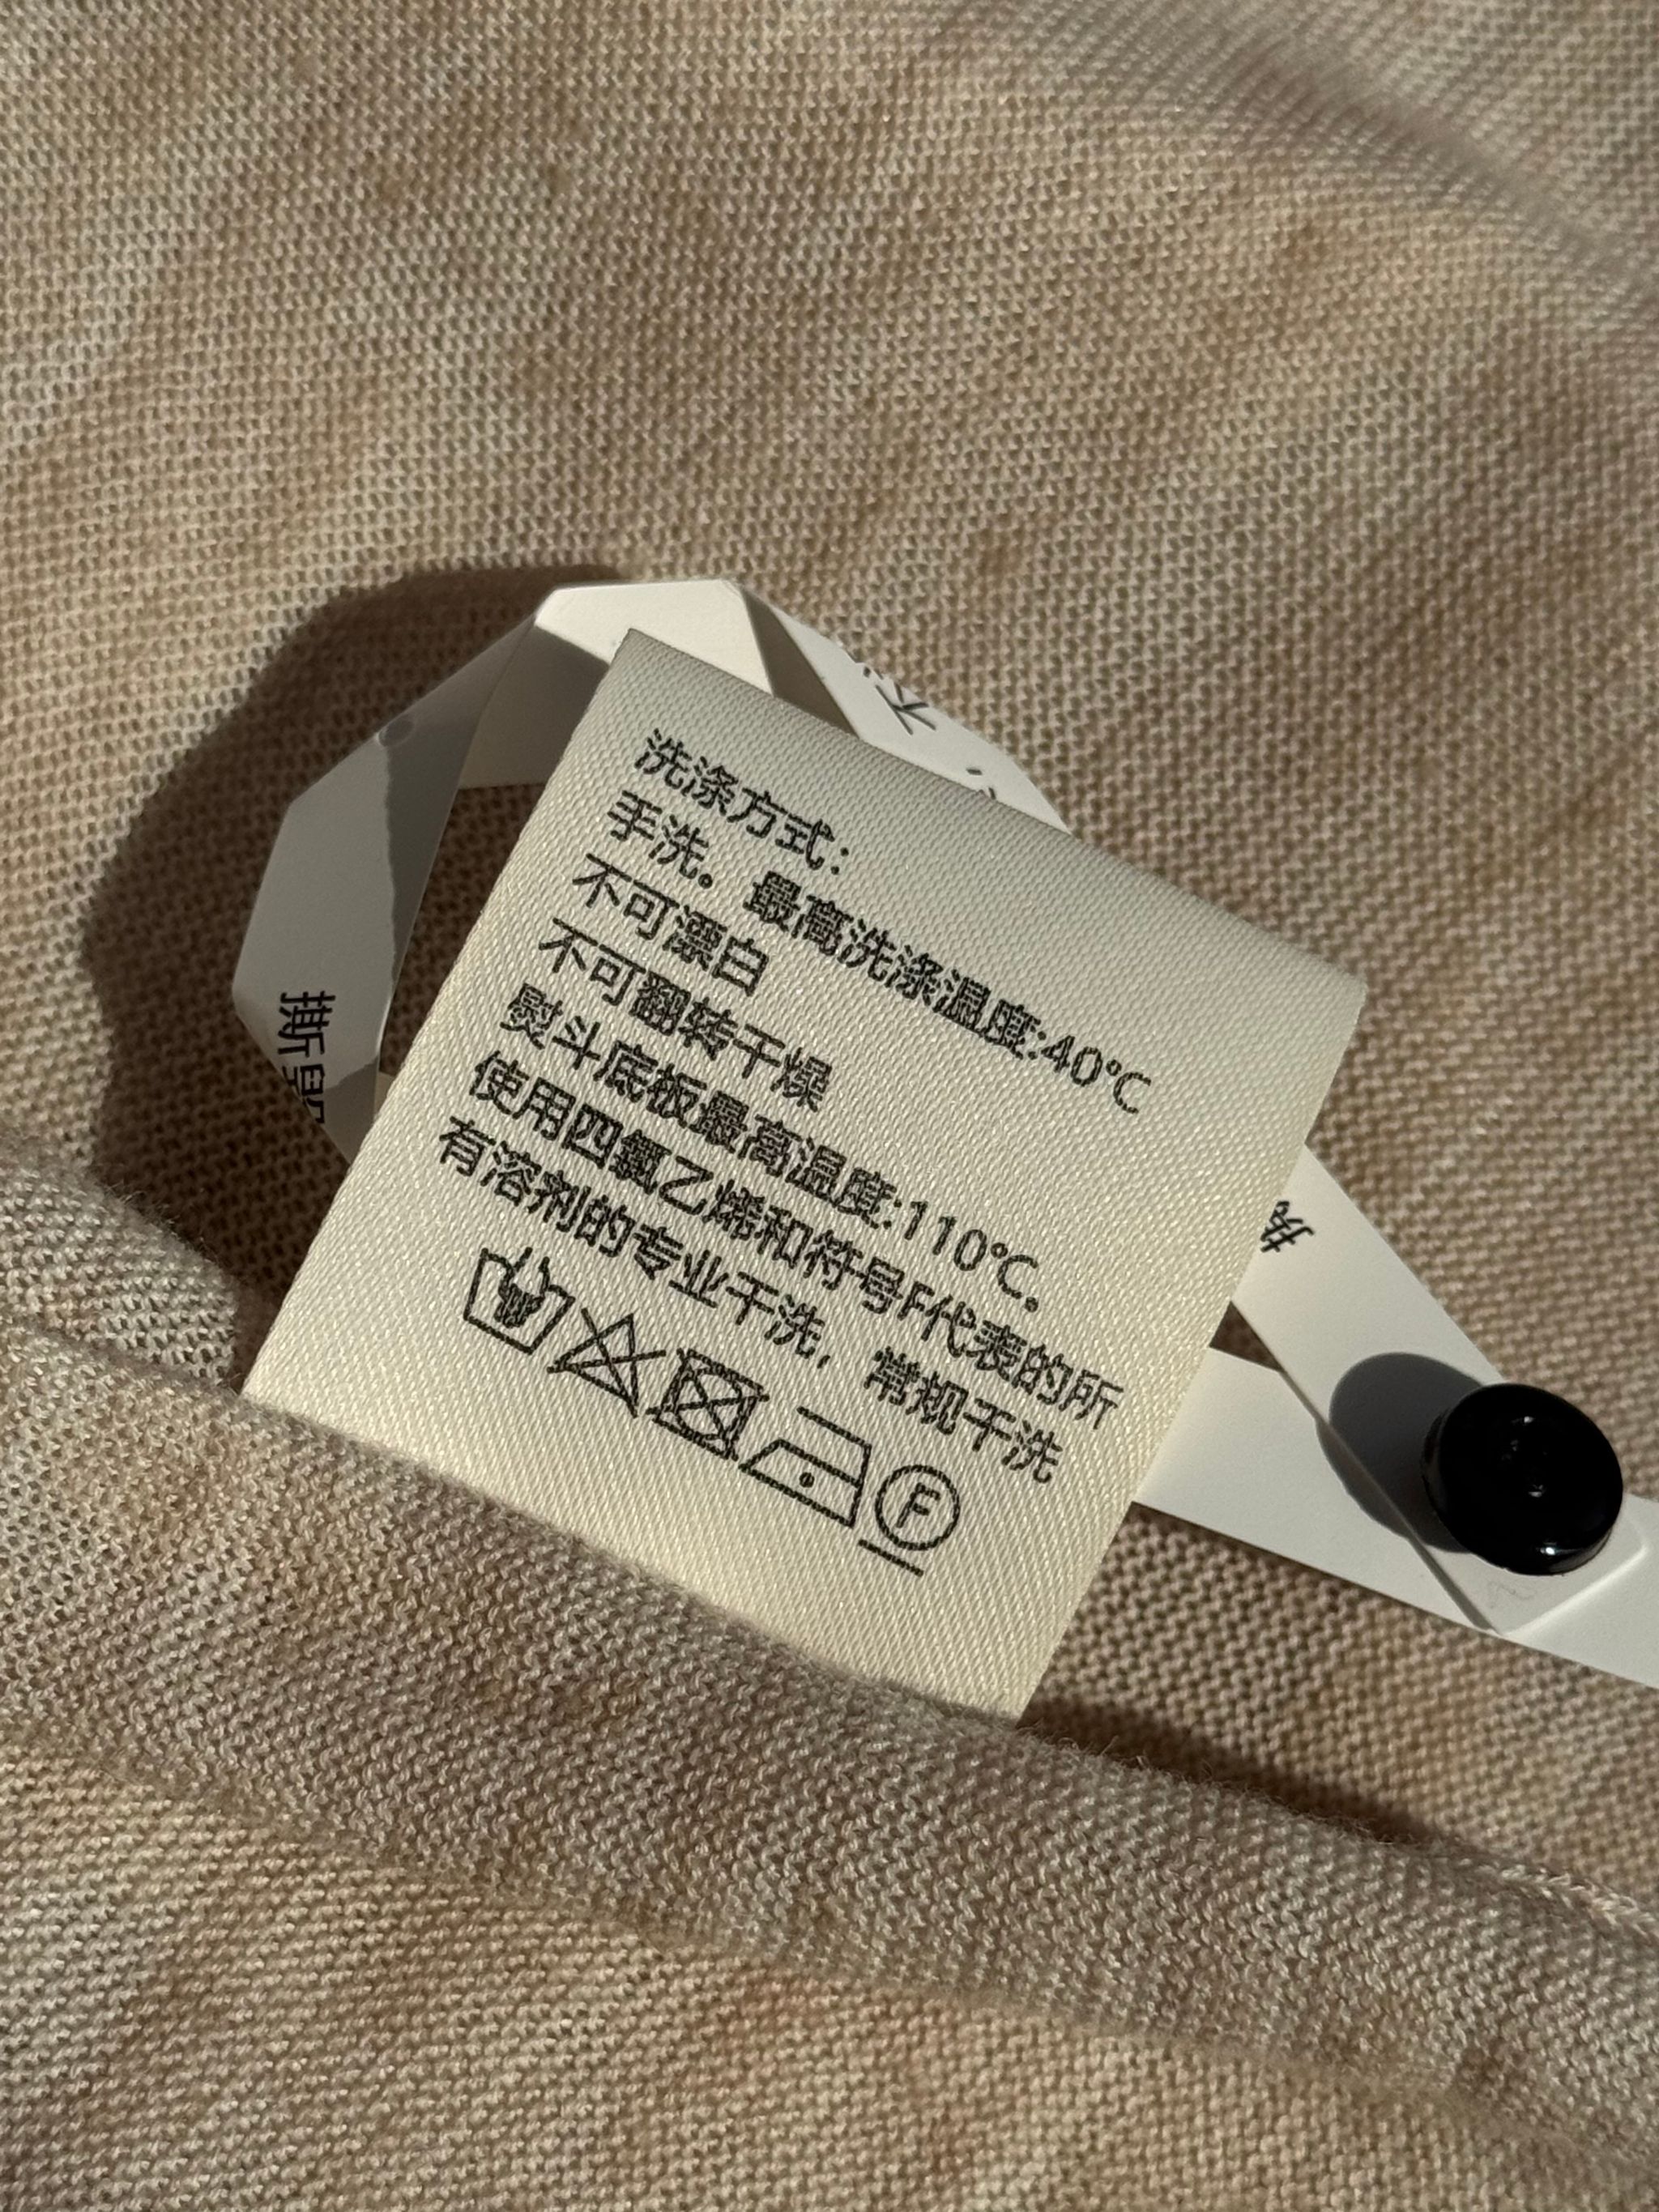 洗涤方式：
手洗。最高洗涤温度:40℃
不可漂白
不可翻转干燥
熨斗底板最高温度:110℃。
使用四氯乙烯和符号F代表的所
有溶剂的专业干洗，常规干洗
F
撕毁